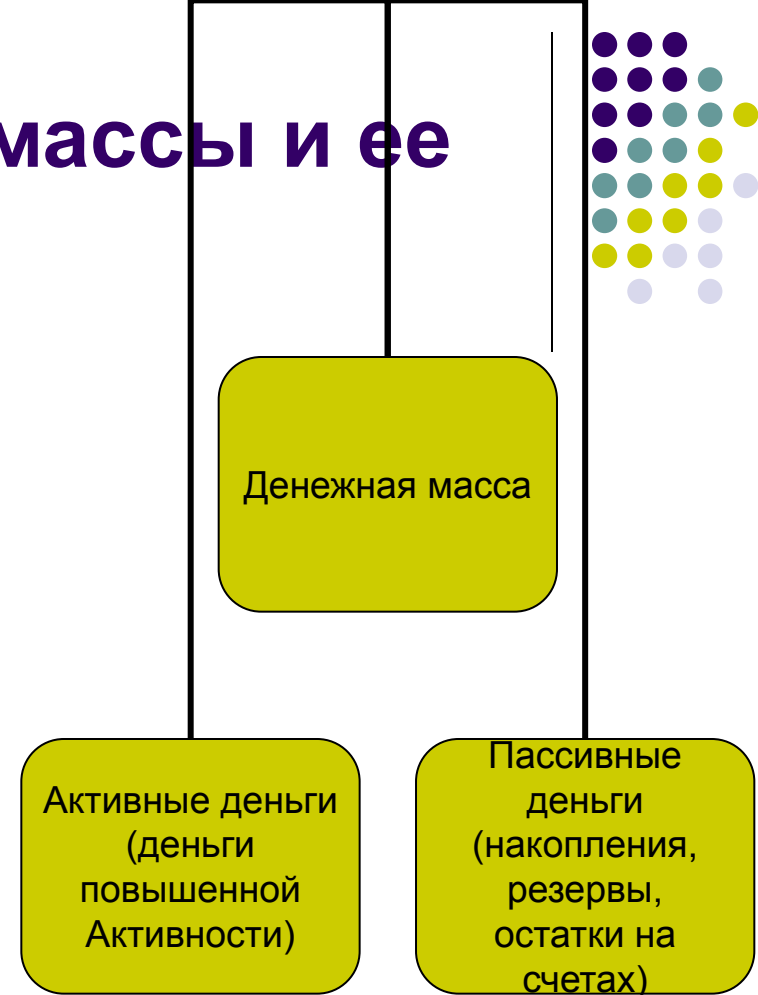 массы и ее
Денежная масса
Активные деньги
(деньги
повышенной
Активности)
Пассивные
деньги
(накопления,
резервы,
остатки на
счетах)